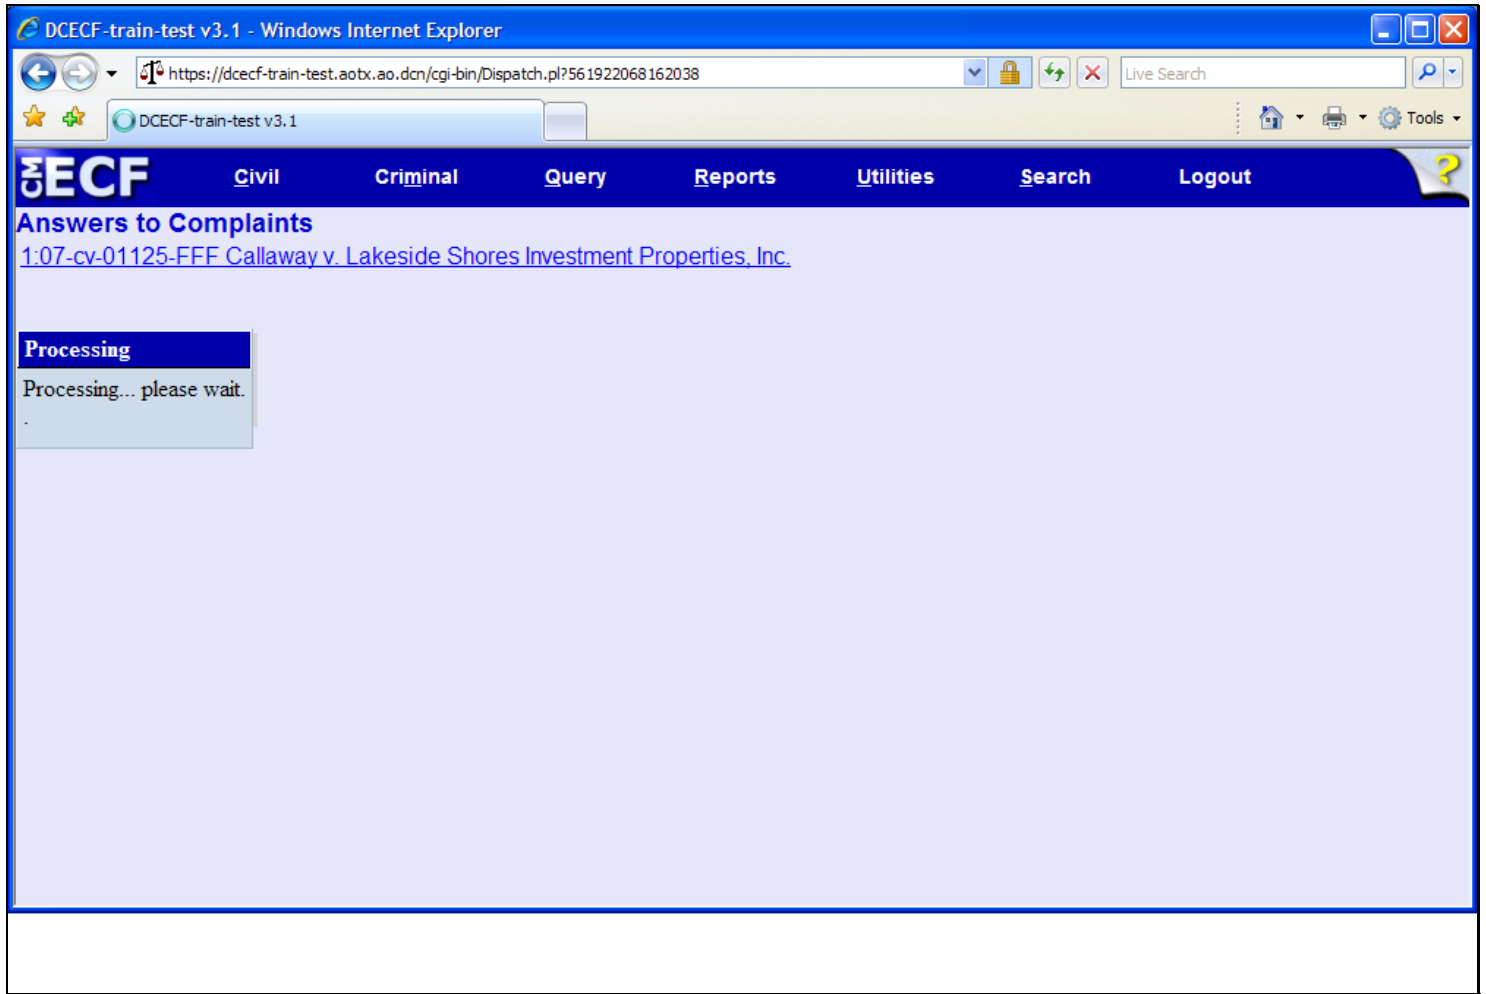 DCECF-train-test v3.1 - Windows Internet Explorer
https://dcecf-train-test.aotx.ao.dcn/cgi-bin/Dispatch.pl?561922068162038
Live Search
DCECF-train-test v3.1
Tools
CM ECF Civil Criminal Query Reports Utilities Search Logout ?
Answers to Complaints
1:07-cv-01125-FFF Callaway v. Lakeside Shores Investment Properties, Inc.
Processing
Processing... please wait.
.